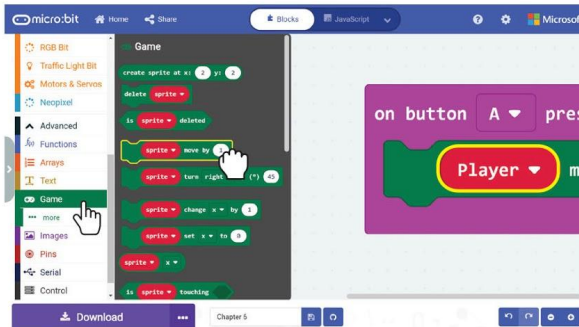 micro:bit Home Share Blocks JavaScript Microsof
RGB Bit
Traffic Light Bit
Motors & Servos
Neopixel
Advanced
Functions
Arrays
Text
Game
more
Images
Pins
Serial
Control
Game
create sprite at x: 2 y: 2
delete sprite
is sprite deleted
sprite move by 1
sprite turn right (°) 45
sprite change x by 1
sprite set x to 0
sprite x
is sprite touching
on button A pres
Player m
Download Chapter 6